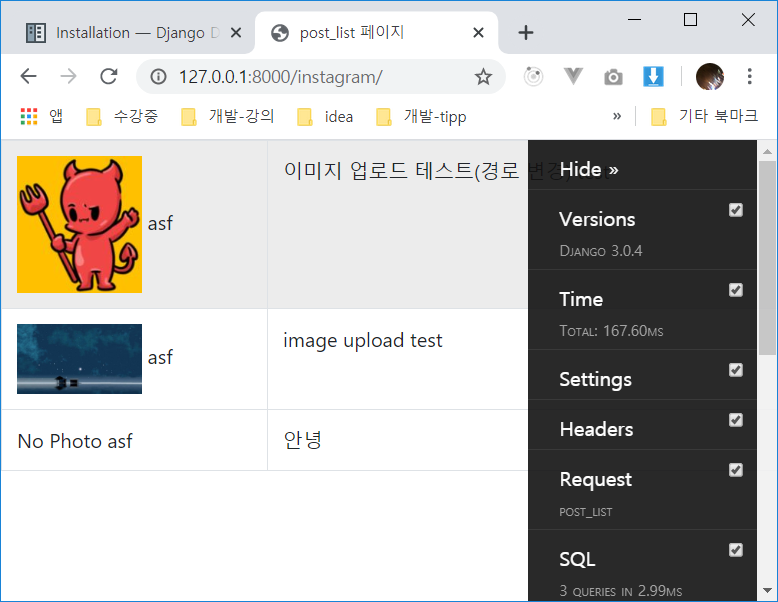 Installation — Django D
post_list 페이지
127.0.0.1:8000/instagram/
앱 수강중 개발-강의 idea 개발-tipp » 기타 북마크
asf
이미지 업로드 테스트(경로 변경)
asf
image upload test
No Photo asf
안녕
Hide »
Versions
Django 3.0.4
Time
Total: 167.60ms
Settings
Headers
Request
post_list
SQL
3 queries in 2.99ms